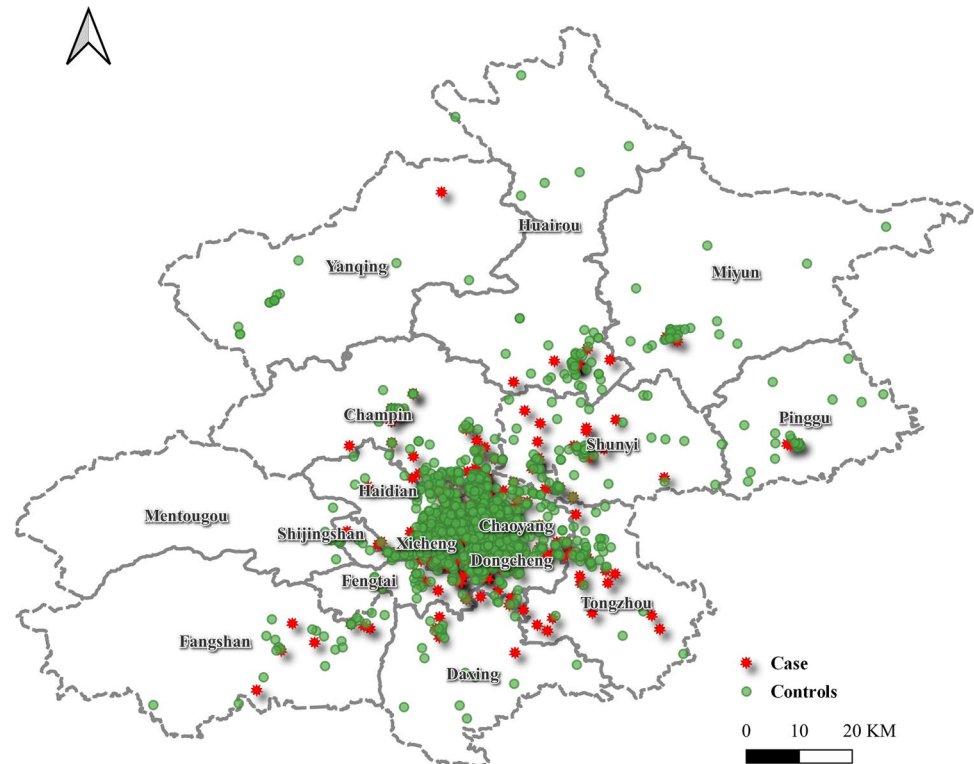 Huairou
Yanqing
Miyun
Champin
Pinggu
Shunyi
Haidian
Mentougou
Chaoyang
Shijingshan
Xicheng
Dongcheng
Fengtai
Tongzhou
Fangshan
Daxing
Case
Controls
0 10 20 KM